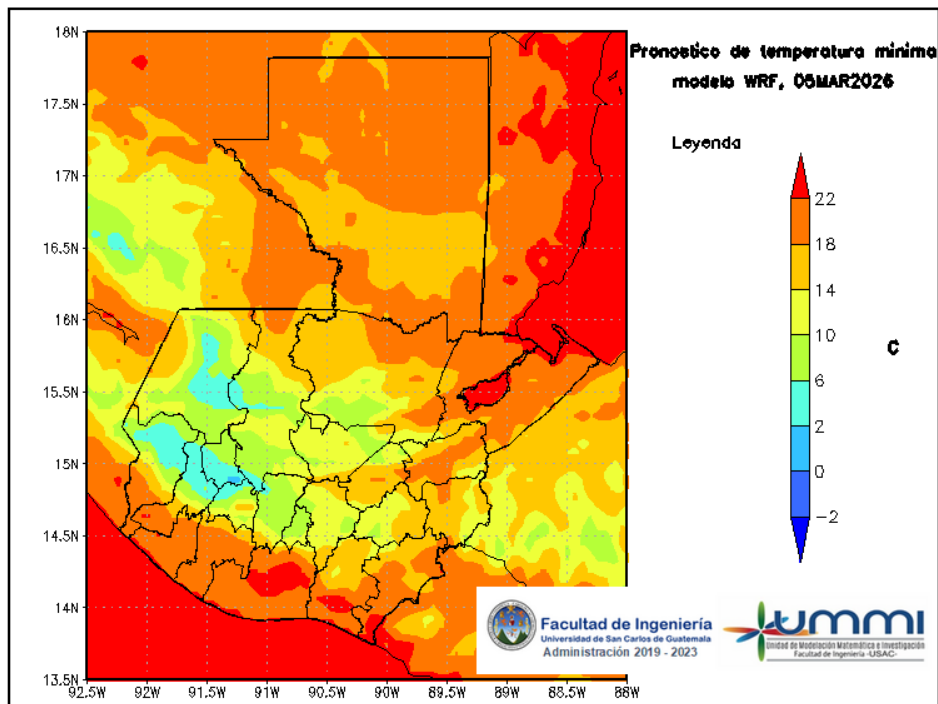 Pronostico de temperatura minima
modelo WRF, 05MAR2026
Leyenda
22
18
14
10
6
2
0
-2
C
18N
17.5N
17N
16.5N
16N
15.5N
15N
14.5N
14N
13.5N
92.5W 92W 91.5W 91W 90.5W 90W 89.5W 89W 88.5W 88W
Facultad de Ingeniería
Universidad de San Carlos de Guatemala
Administración 2019 - 2023
UMMI
Unidad de Modelación Matemática e Investigación
Facultad de Ingeniería -USAC-